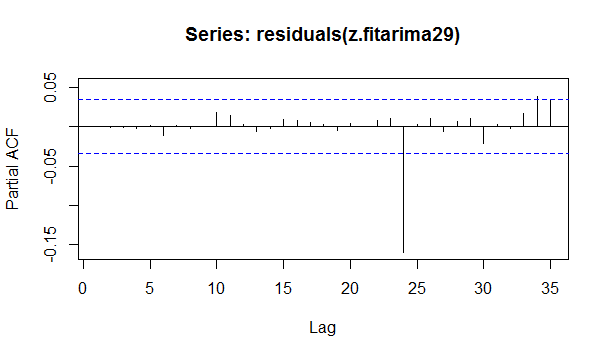 Series: residuals(z.fitarima29)
0.05
-0.05
-0.15
Partial ACF
0 5 10 15 20 25 30 35
Lag